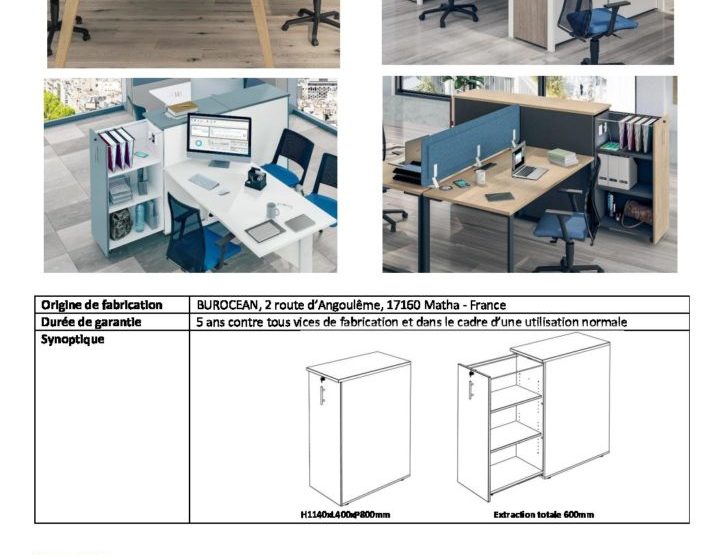 Origine de fabrication
BUROCEAN, 2 route d’Angoulême, 17160 Matha - France
Durée de garantie
5 ans contre tous vices de fabrication et dans le cadre d’une utilisation normale
Synoptique
H1140xL400xP800mm
Extraction totale 600mm